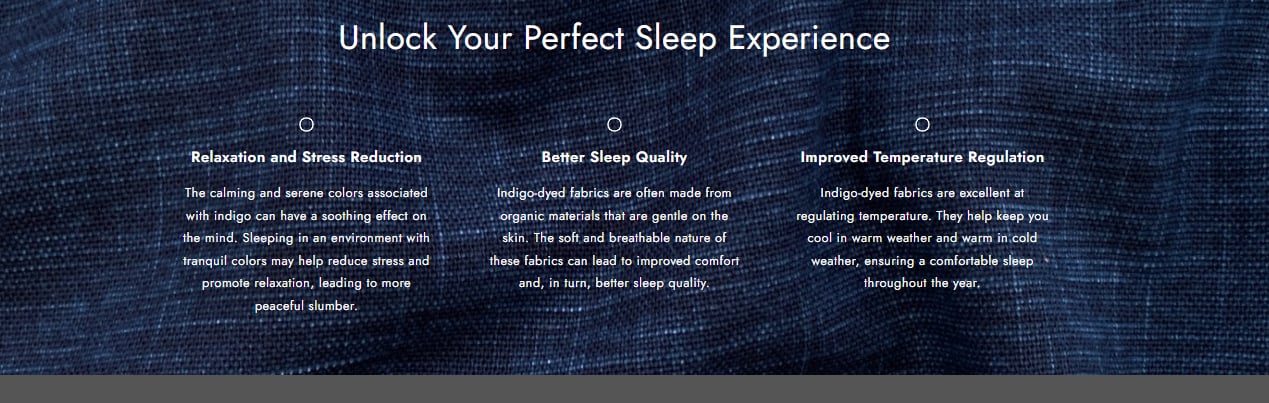 Unlock Your Perfect Sleep Experience
Relaxation and Stress Reduction
The calming and serene colors associated
with indigo can have a soothing effect on
the mind. Sleeping in an environment with
tranquil colors may help reduce stress and
promote relaxation, leading to more
peaceful slumber.
Better Sleep Quality
Indigo-dyed fabrics are often made from
organic materials that are gentle on the
skin. The soft and breathable nature of
these fabrics can lead to improved comfort
and, in turn, better sleep quality.
Improved Temperature Regulation
Indigo-dyed fabrics are excellent at
regulating temperature. They help keep you
cool in warm weather and warm in cold
weather, ensuring a comfortable sleep
throughout the year.